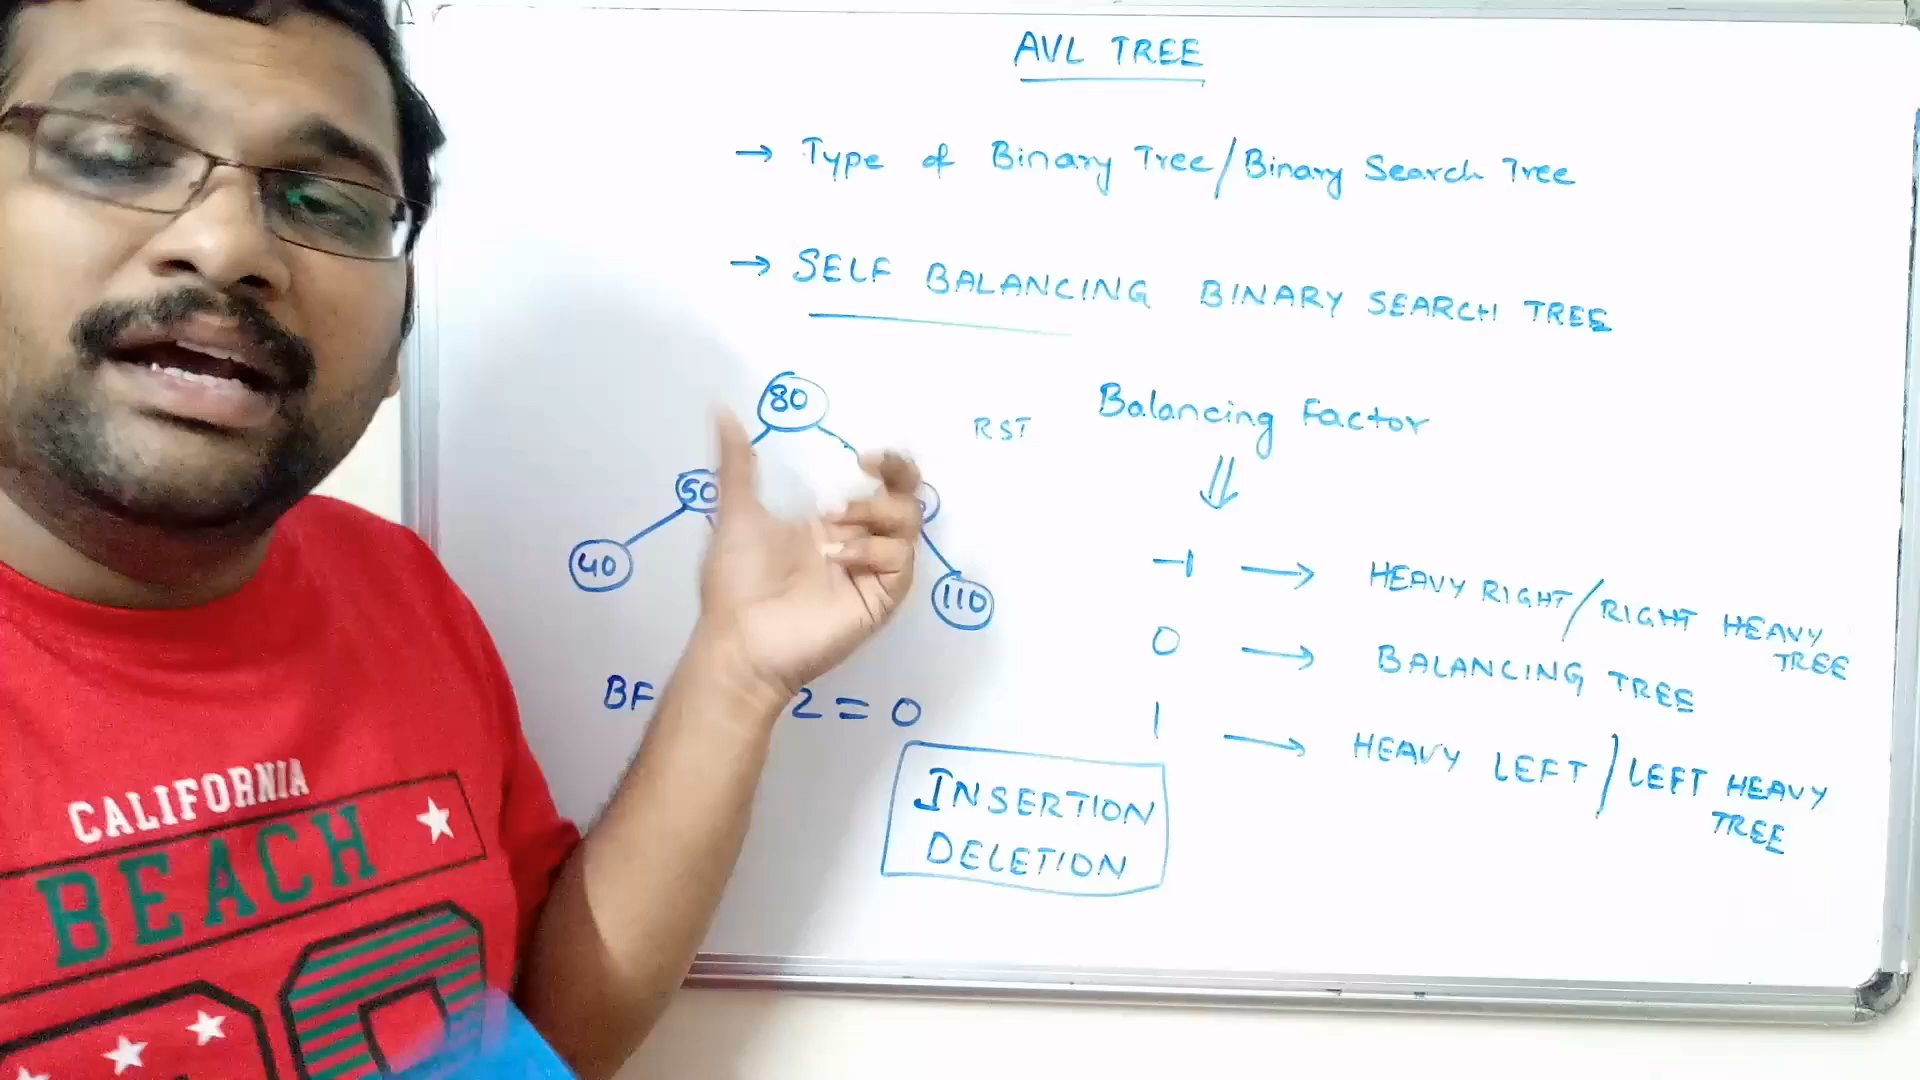 AVL TREE
→ Type of Binary Tree/Binary Search Tree
→ SELF BALANCING BINARY SEARCH TREE
80
RST
Balancing Factor
50
40
110
-1 → HEAVY RIGHT/RIGHT HEAVY TREE
0 → BALANCING TREE
1 → HEAVY LEFT/LEFT HEAVY TREE
BF 2 = 0
INSERTION
DELETION
CALIFORNIA
BEACH